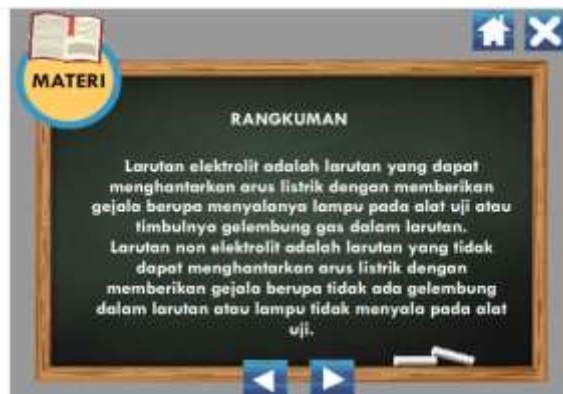 MATERI
RANGKUMAN
Larutan elektrolit adalah larutan yang dapat
menghantarkan arus listrik dengan memberikan
gejala berupa menyalanya lampu pada alat uji atau
timbulnya gelembung gas dalam larutan.
Larutan non elektrolit adalah larutan yang tidak
dapat menghantarkan arus listrik dengan
memberikan gejala berupa tidak ada gelembung
dalam larutan atau lampu tidak menyala pada alat
uji.